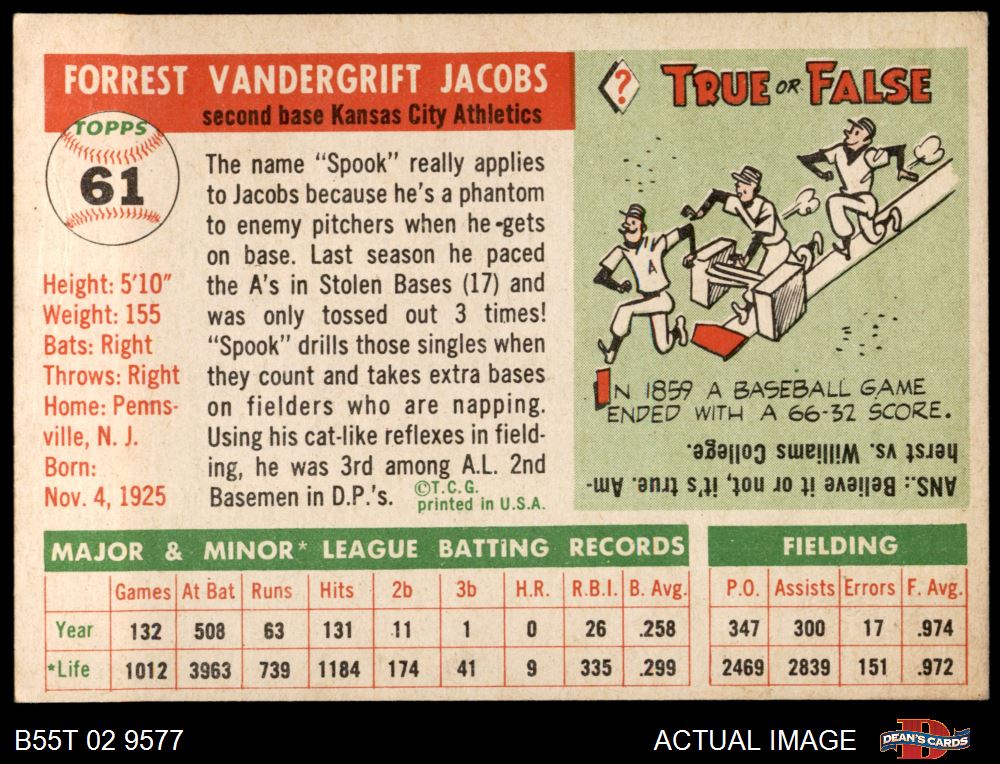 FORREST VANDERGRIFT JACOBS
second base Kansas City Athletics
TOPPS
61
Height: 5'10"
Weight: 155
Bats: Right
Throws: Right
Home: Penns-
ville, N. J.
Born:
Nov. 4, 1925
The name "Spook" really applies
to Jacobs because he's a phantom
to enemy pitchers when he gets
on base. Last season he paced
the A's in Stolen Bases (17) and
was only tossed out 3 times!
"Spook" drills those singles when
they count and takes extra bases
on fielders who are napping.
Using his cat-like reflexes in field-
ing, he was 3rd among A.L. 2nd
Basemen in D.P.'s.
©T.C.G.
printed in U.S.A.
?
TRUE OR FALSE
A
IN 1859 A BASEBALL GAME
ENDED WITH A 66-32 SCORE.
ANS.: Believe it or not, it's true. Am-
herst vs. Williams College.
MAJOR & MINOR* LEAGUE BATTING RECORDS
Games At Bat Runs Hits 2b 3b H.R. R.B.I. B. Avg.
Year 132 508 63 131 11 1 0 26 .258
*Life 1012 3963 739 1184 174 41 9 335 .299
FIELDING
P.O. Assists Errors F. Avg.
347 300 17 .974
2469 2839 151 .972
B55T 02 9577
ACTUAL IMAGE
D
DEAN'S CARDS